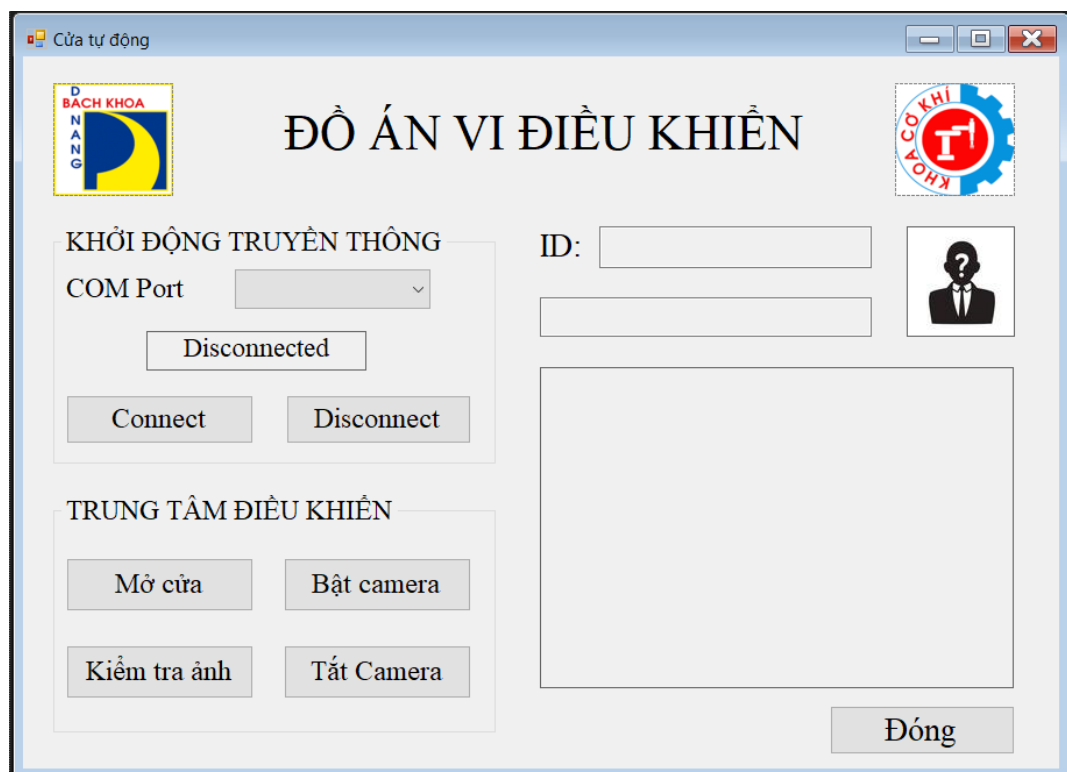 Cửa tự động
D
BÁCH KHOA
N
A
N
G
ĐỒ ÁN VI ĐIỀU KHIỂN
KHOA CƠ KHÍ
KHỞI ĐỘNG TRUYỀN THÔNG
COM Port
Disconnected
Connect
Disconnect
ID:
?
TRUNG TÂM ĐIỀU KHIỂN
Mở cửa
Bật camera
Kiểm tra ảnh
Tắt Camera
Đóng